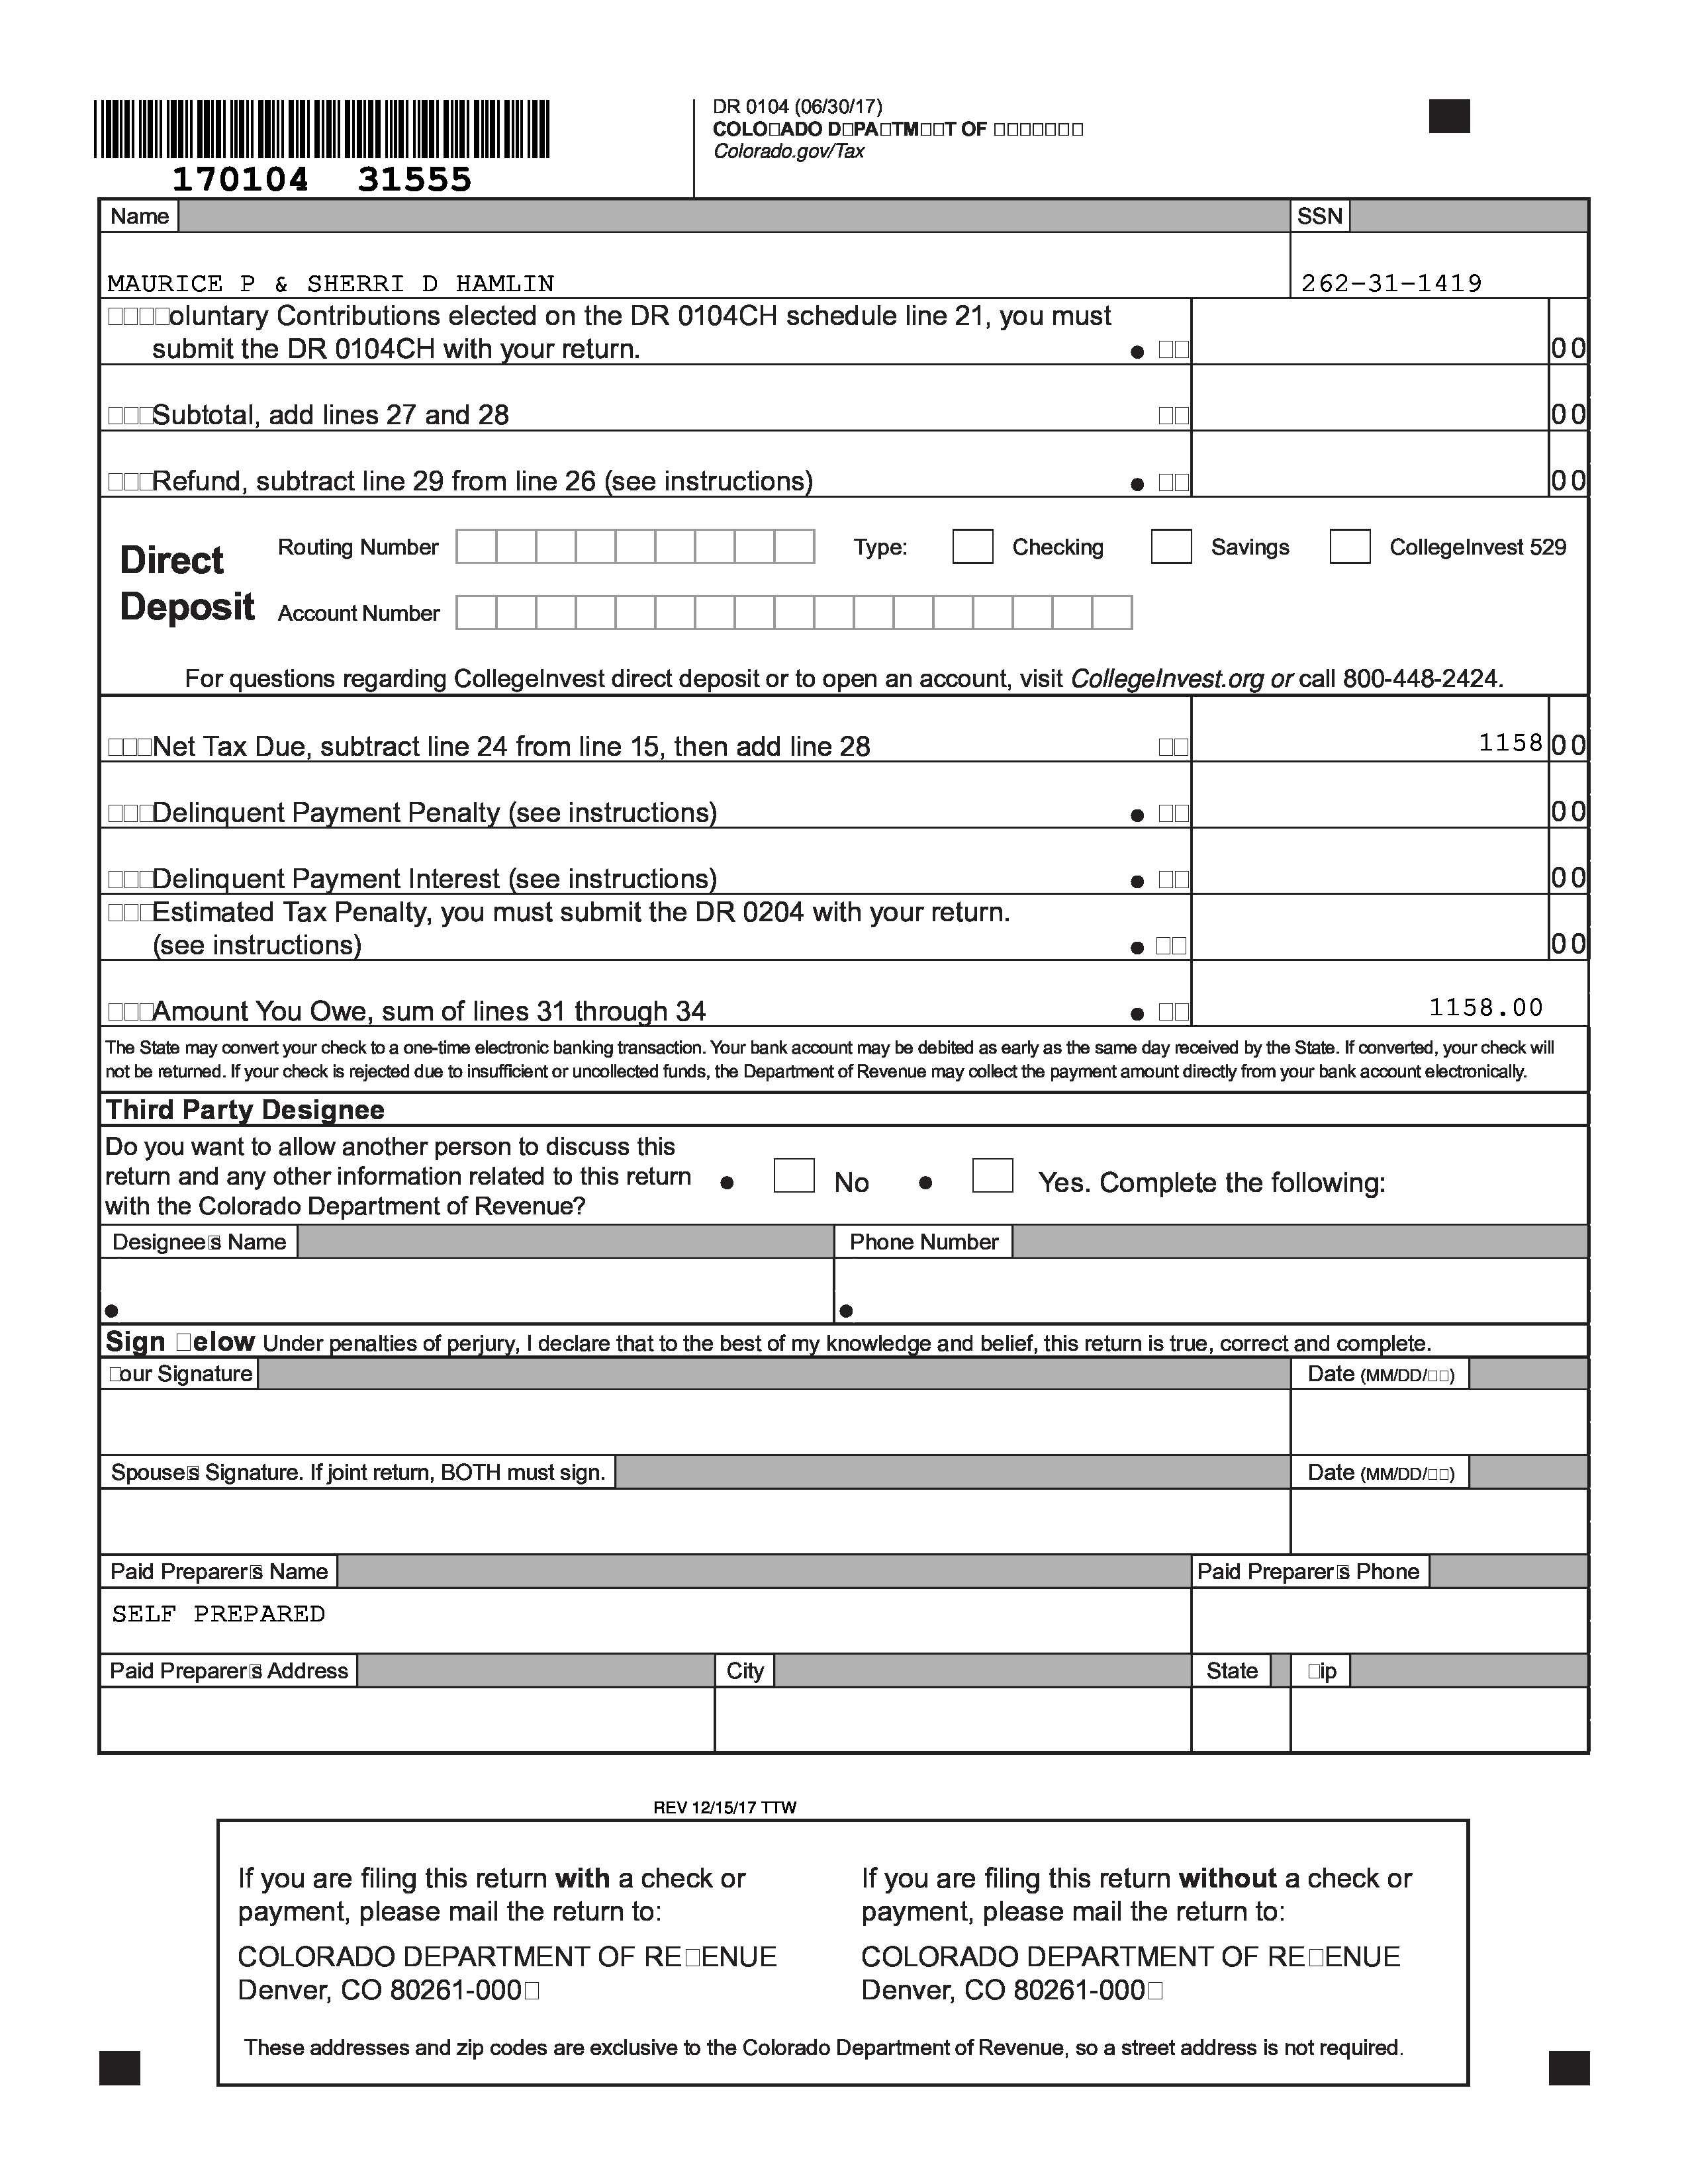 DR 0104 (06/30/17)
COLO□ADO D□PA□TM□□T OF □□□□□□□
Colorado.gov/Tax
170104 31555
Name
SSN
MAURICE P & SHERRI D HAMLIN
262-31-1419
□□□□oluntary Contributions elected on the DR 0104CH schedule line 21, you must
submit the DR 0104CH with your return. • □□ 00
□□□Subtotal, add lines 27 and 28 □□ 00
□□□Refund, subtract line 29 from line 26 (see instructions) • □□ 00
Direct Deposit
Routing Number Type: Checking Savings CollegeInvest 529
Account Number
For questions regarding CollegeInvest direct deposit or to open an account, visit CollegeInvest.org or call 800-448-2424.
□□□Net Tax Due, subtract line 24 from line 15, then add line 28 □□ 1158 00
□□□Delinquent Payment Penalty (see instructions) • □□ 00
□□□Delinquent Payment Interest (see instructions) • □□ 00
□□□Estimated Tax Penalty, you must submit the DR 0204 with your return.
(see instructions) • □□ 00
□□□Amount You Owe, sum of lines 31 through 34 • □□ 1158.00
The State may convert your check to a one-time electronic banking transaction. Your bank account may be debited as early as the same day received by the State. If converted, your check will
not be returned. If your check is rejected due to insufficient or uncollected funds, the Department of Revenue may collect the payment amount directly from your bank account electronically.
Third Party Designee
Do you want to allow another person to discuss this
return and any other information related to this return • No • Yes. Complete the following:
with the Colorado Department of Revenue?
Designee□s Name Phone Number
• •
Sign □elow Under penalties of perjury, I declare that to the best of my knowledge and belief, this return is true, correct and complete.
□our Signature Date (MM/DD/□□)
Spouse□s Signature. If joint return, BOTH must sign. Date (MM/DD/□□)
Paid Preparer□s Name Paid Preparer□s Phone
SELF PREPARED
Paid Preparer□s Address City State □ip
REV 12/15/17 TTW
If you are filing this return with a check or
payment, please mail the return to:
COLORADO DEPARTMENT OF RE□ENUE
Denver, CO 80261-000□
If you are filing this return without a check or
payment, please mail the return to:
COLORADO DEPARTMENT OF RE□ENUE
Denver, CO 80261-000□
These addresses and zip codes are exclusive to the Colorado Department of Revenue, so a street address is not required.